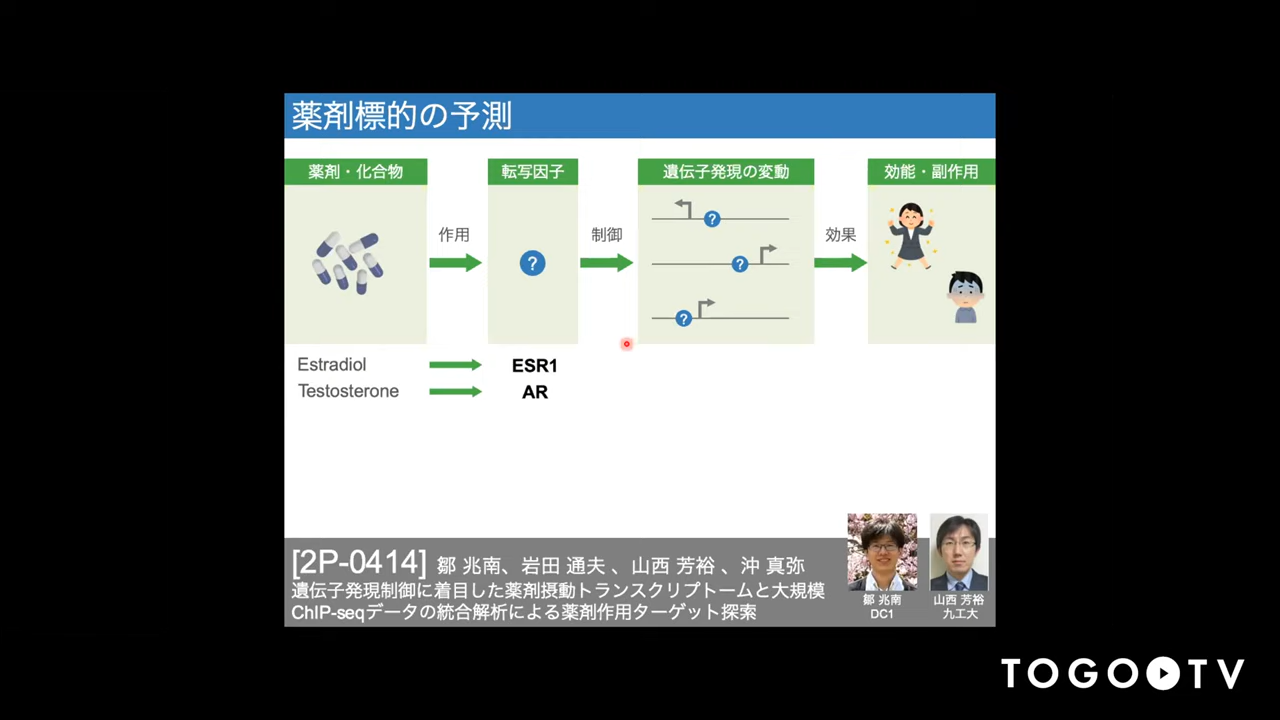 薬剤標的の予測
薬剤・化合物
転写因子
遺伝子発現の変動
効能・副作用
作用
制御
効果
?
?
?
?
Estradiol
ESR1
Testosterone
AR
[2P-0414] 鄒 兆南、岩田 通夫 、山西 芳裕 、沖 真弥
遺伝子発現制御に着目した薬剤摂動トランスクリプトームと大規模
ChIP-seqデータの統合解析による薬剤作用ターゲット探索
鄒 兆南
DC1
山西 芳裕
九工大
TOGO TV